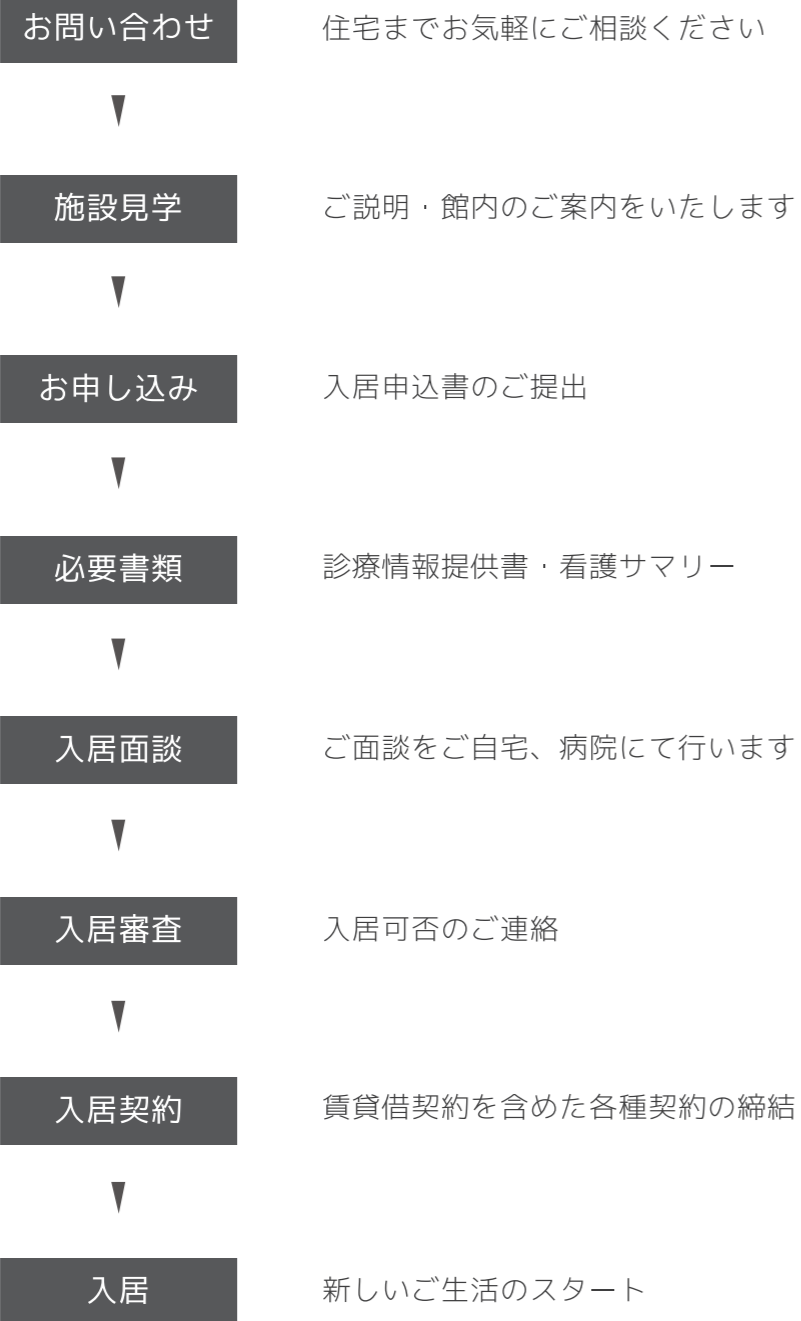 お問い合わせ
住宅までお気軽にご相談ください
施設見学
ご説明・館内のご案内をいたします
お申し込み
入居申込書のご提出
必要書類
診療情報提供書・看護サマリー
入居面談
ご面談をご自宅、病院にて行います
入居審査
入居可否のご連絡
入居契約
賃貸借契約を含めた各種契約の締結
入居
新しいご生活のスタート